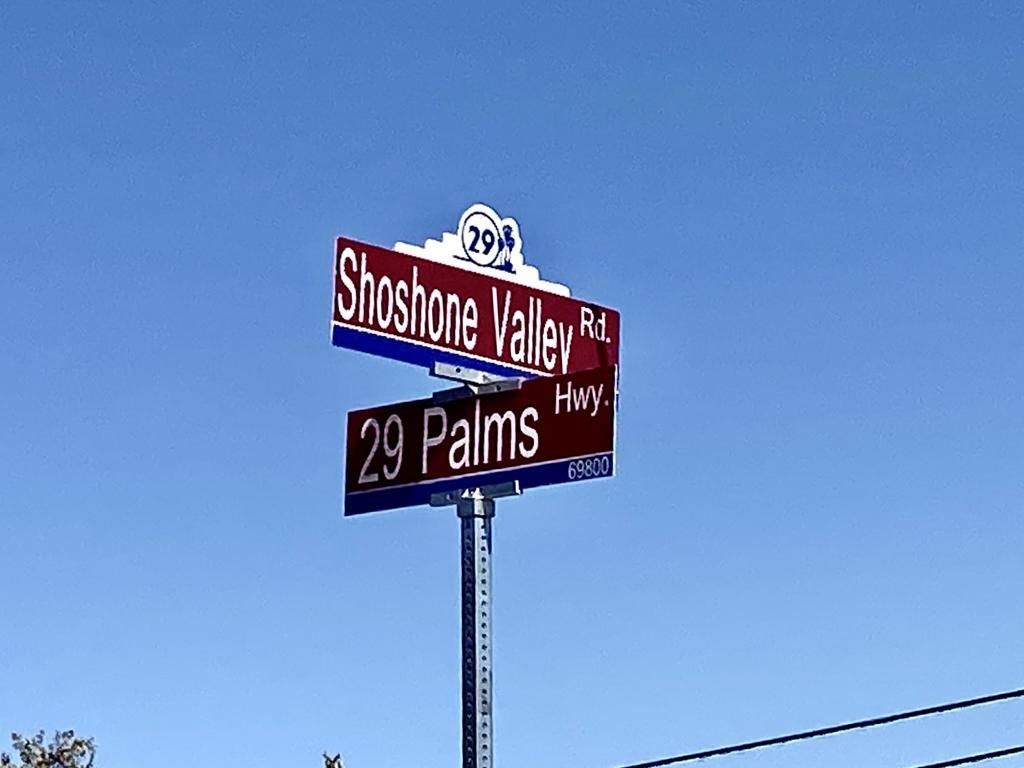 29
Shoshone Valley Rd.
29 Palms Hwy.
69800